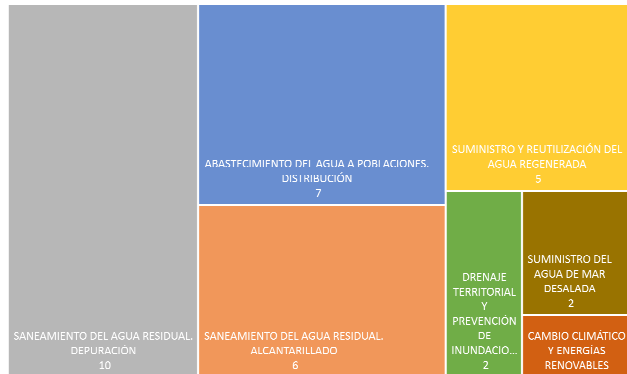 SANEAMIENTO DEL AGUA RESIDUAL.
DEPURACIÓN
10
ABASTECIMIENTO DEL AGUA A POBLACIONES.
DISTRIBUCIÓN
7
SANEAMIENTO DEL AGUA RESIDUAL.
ALCANTARILLADO
6
SUMINISTRO Y REUTILIZACIÓN DEL
AGUA REGENERADA
5
DRENAJE
TERRITORIAL
Y
PREVENCIÓN
DE
INUNDACIO...
2
SUMINISTRO DEL
AGUA DE MAR
DESALADA
2
CAMBIO CLIMÁTICO
Y ENERGÍAS
RENOVABLES